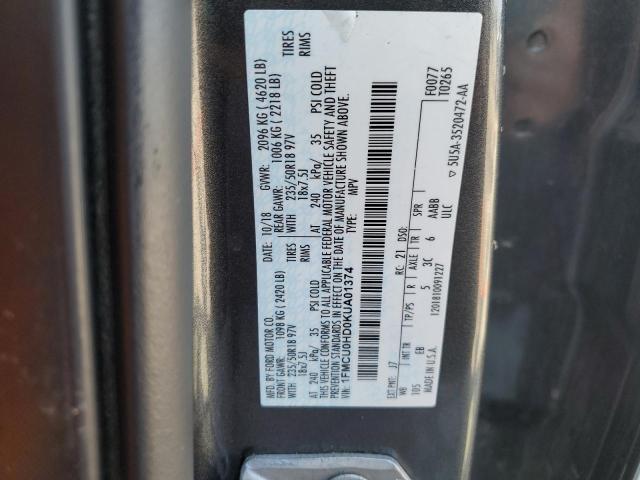 MFD. BY FORD MOTOR CO.
DATE: 10/18 GVWR: 2096 KG ( 4620 LB)
FRONT GAWR: 1098 KG ( 2420 LB) REAR GAWR: 1006 KG ( 2218 LB)
235/50R18 97V TIRES WITH 235/50R18 97V TIRES
18x7.5J RIMS 18x7.5J RIMS
AT 240 kPa/ 35 PSI COLD AT 240 kPa/ 35 PSI COLD
THIS VEHICLE CONFORMS TO ALL APPLICABLE FEDERAL MOTOR VEHICLE SAFETY AND THEFT
PREVENTION STANDARDS IN EFFECT ON THE DATE OF MANUFACTURE SHOWN ABOVE.
VIN: 1FMCU0HD0KUA01374 TYPE: MPV
F0077
T0265
EXT PNT: J7 RC: 21 DSO:
WB INT TR TP/PS R AXLE TR SPR
105 EB 5 3C 6 AABB
ULC
MADE IN U.S.A.
1201810091227
5U5A-3520472-AA